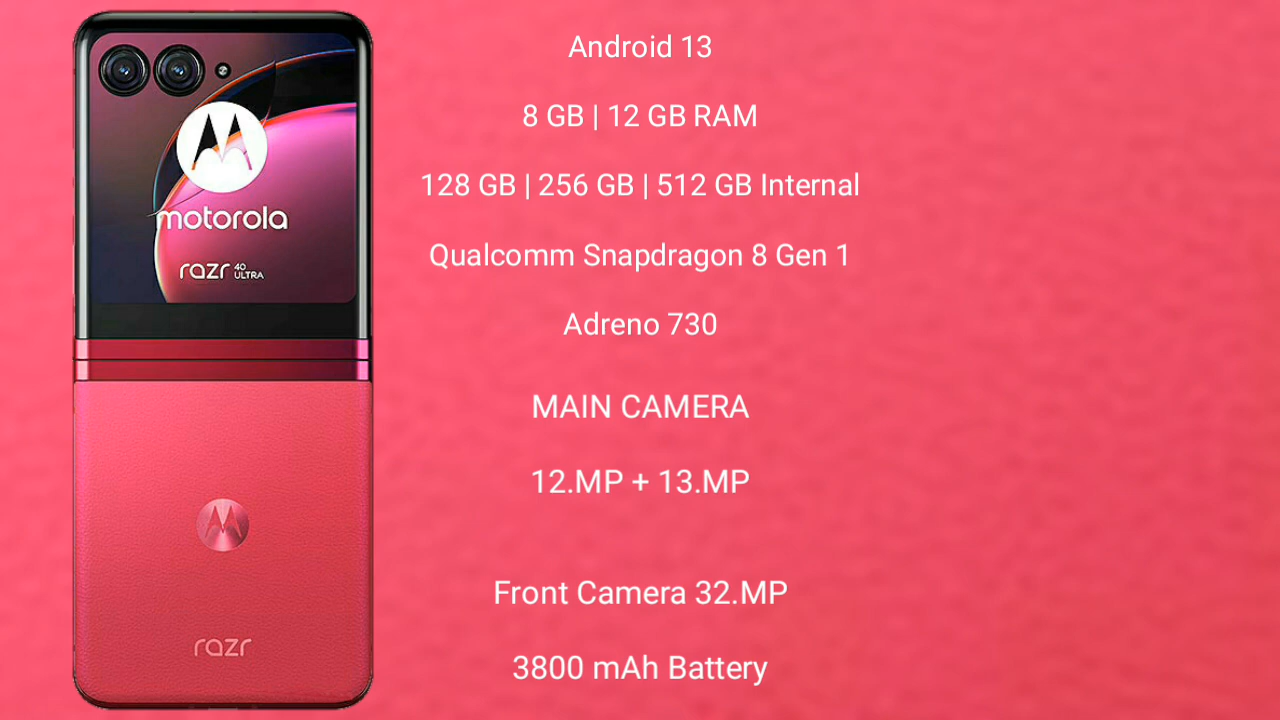 motorola
razr 40 ULTRA
razr
Android 13
8 GB | 12 GB RAM
128 GB | 256 GB | 512 GB Internal
Qualcomm Snapdragon 8 Gen 1
Adreno 730
MAIN CAMERA
12.MP + 13.MP
Front Camera 32.MP
3800 mAh Battery